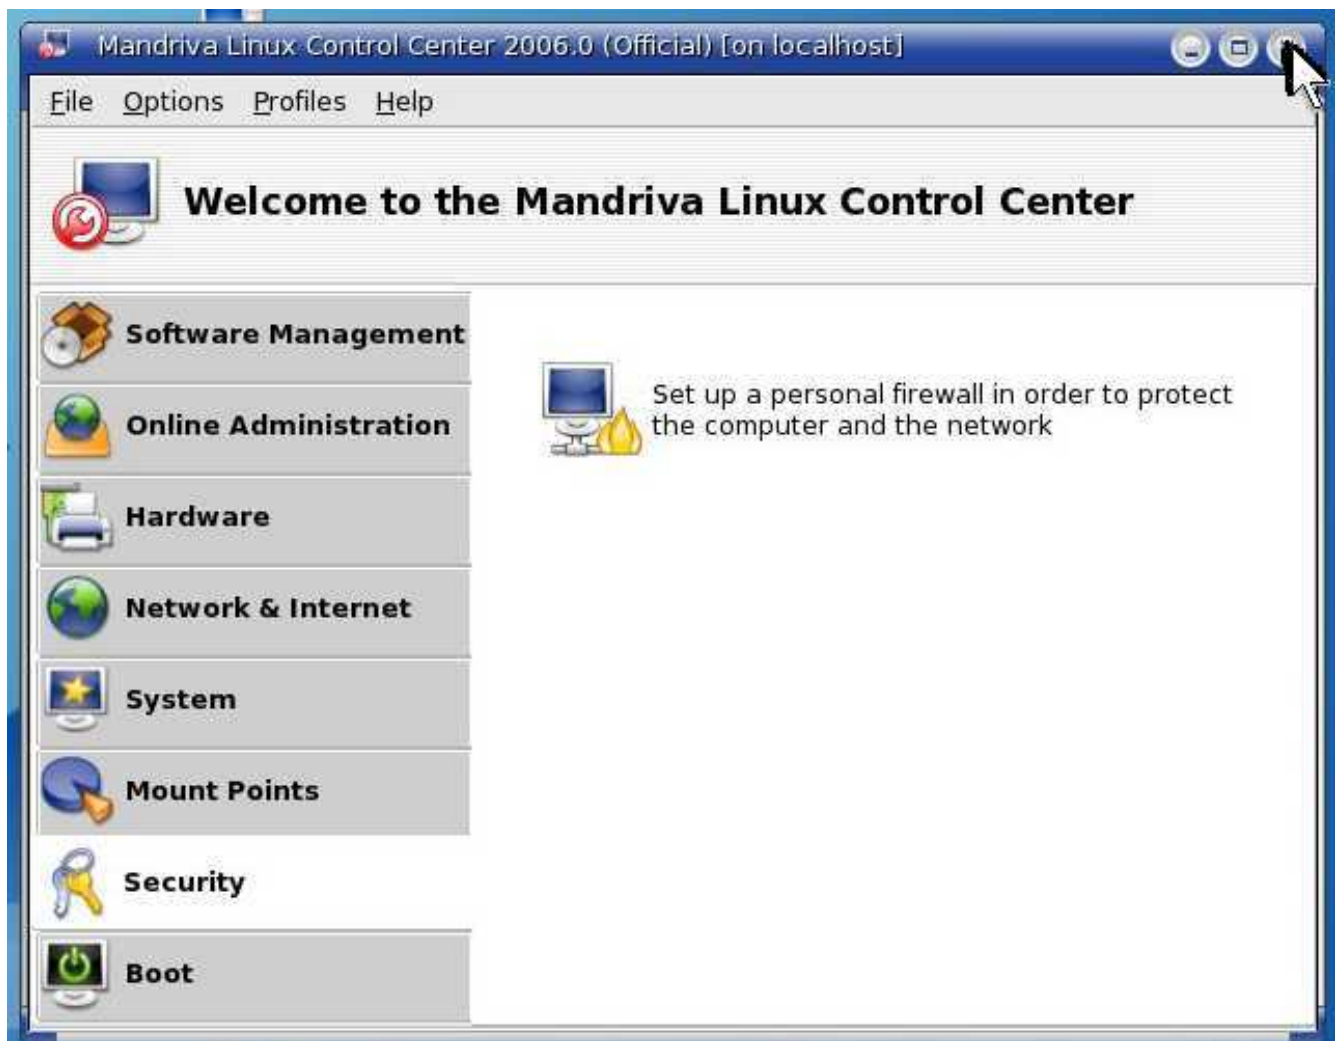 Mandriva Linux Control Center 2006.0 (Official) [on localhost]
File Options Profiles Help
Welcome to the Mandriva Linux Control Center
Software Management
Online Administration
Hardware
Network & Internet
System
Mount Points
Security
Boot
Set up a personal firewall in order to protect
the computer and the network